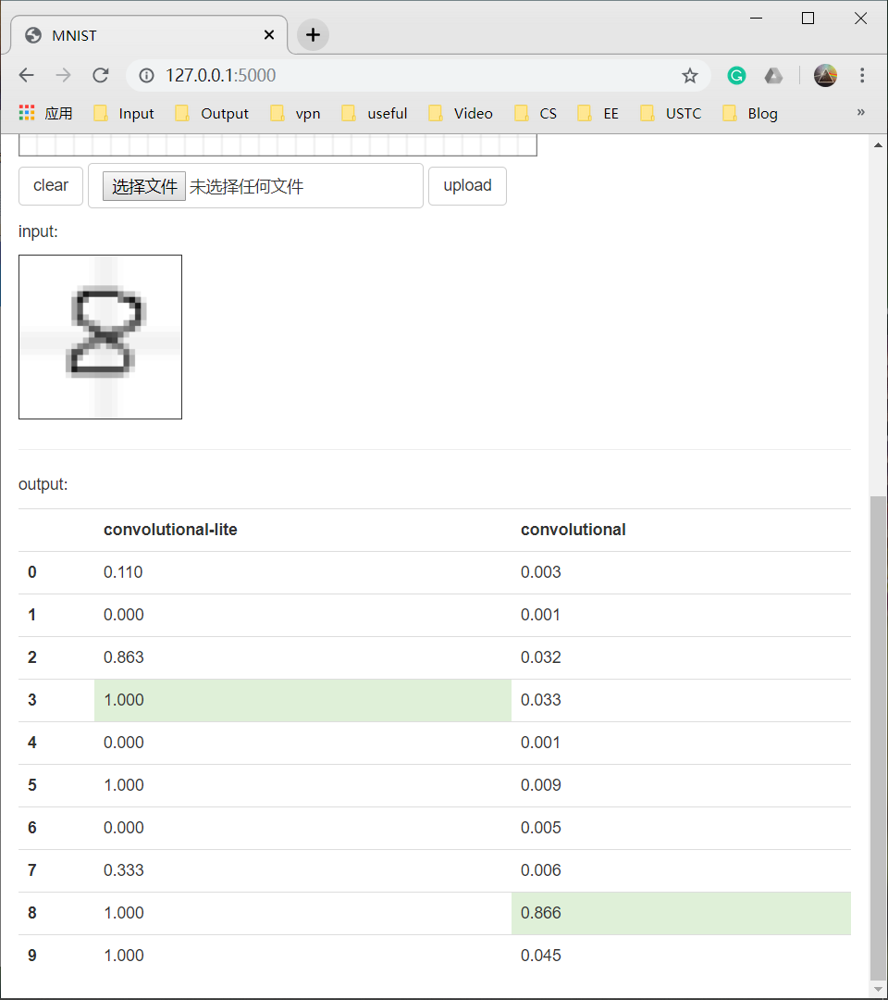 MNIST
127.0.0.1:5000
应用 Input Output vpn useful Video CS EE USTC Blog »
clear 选择文件 未选择任何文件 upload
input:
8
output:
convolutional-lite convolutional
0 0.110 0.003
1 0.000 0.001
2 0.863 0.032
3 1.000 0.033
4 0.000 0.001
5 1.000 0.009
6 0.000 0.005
7 0.333 0.006
8 1.000 0.866
9 1.000 0.045